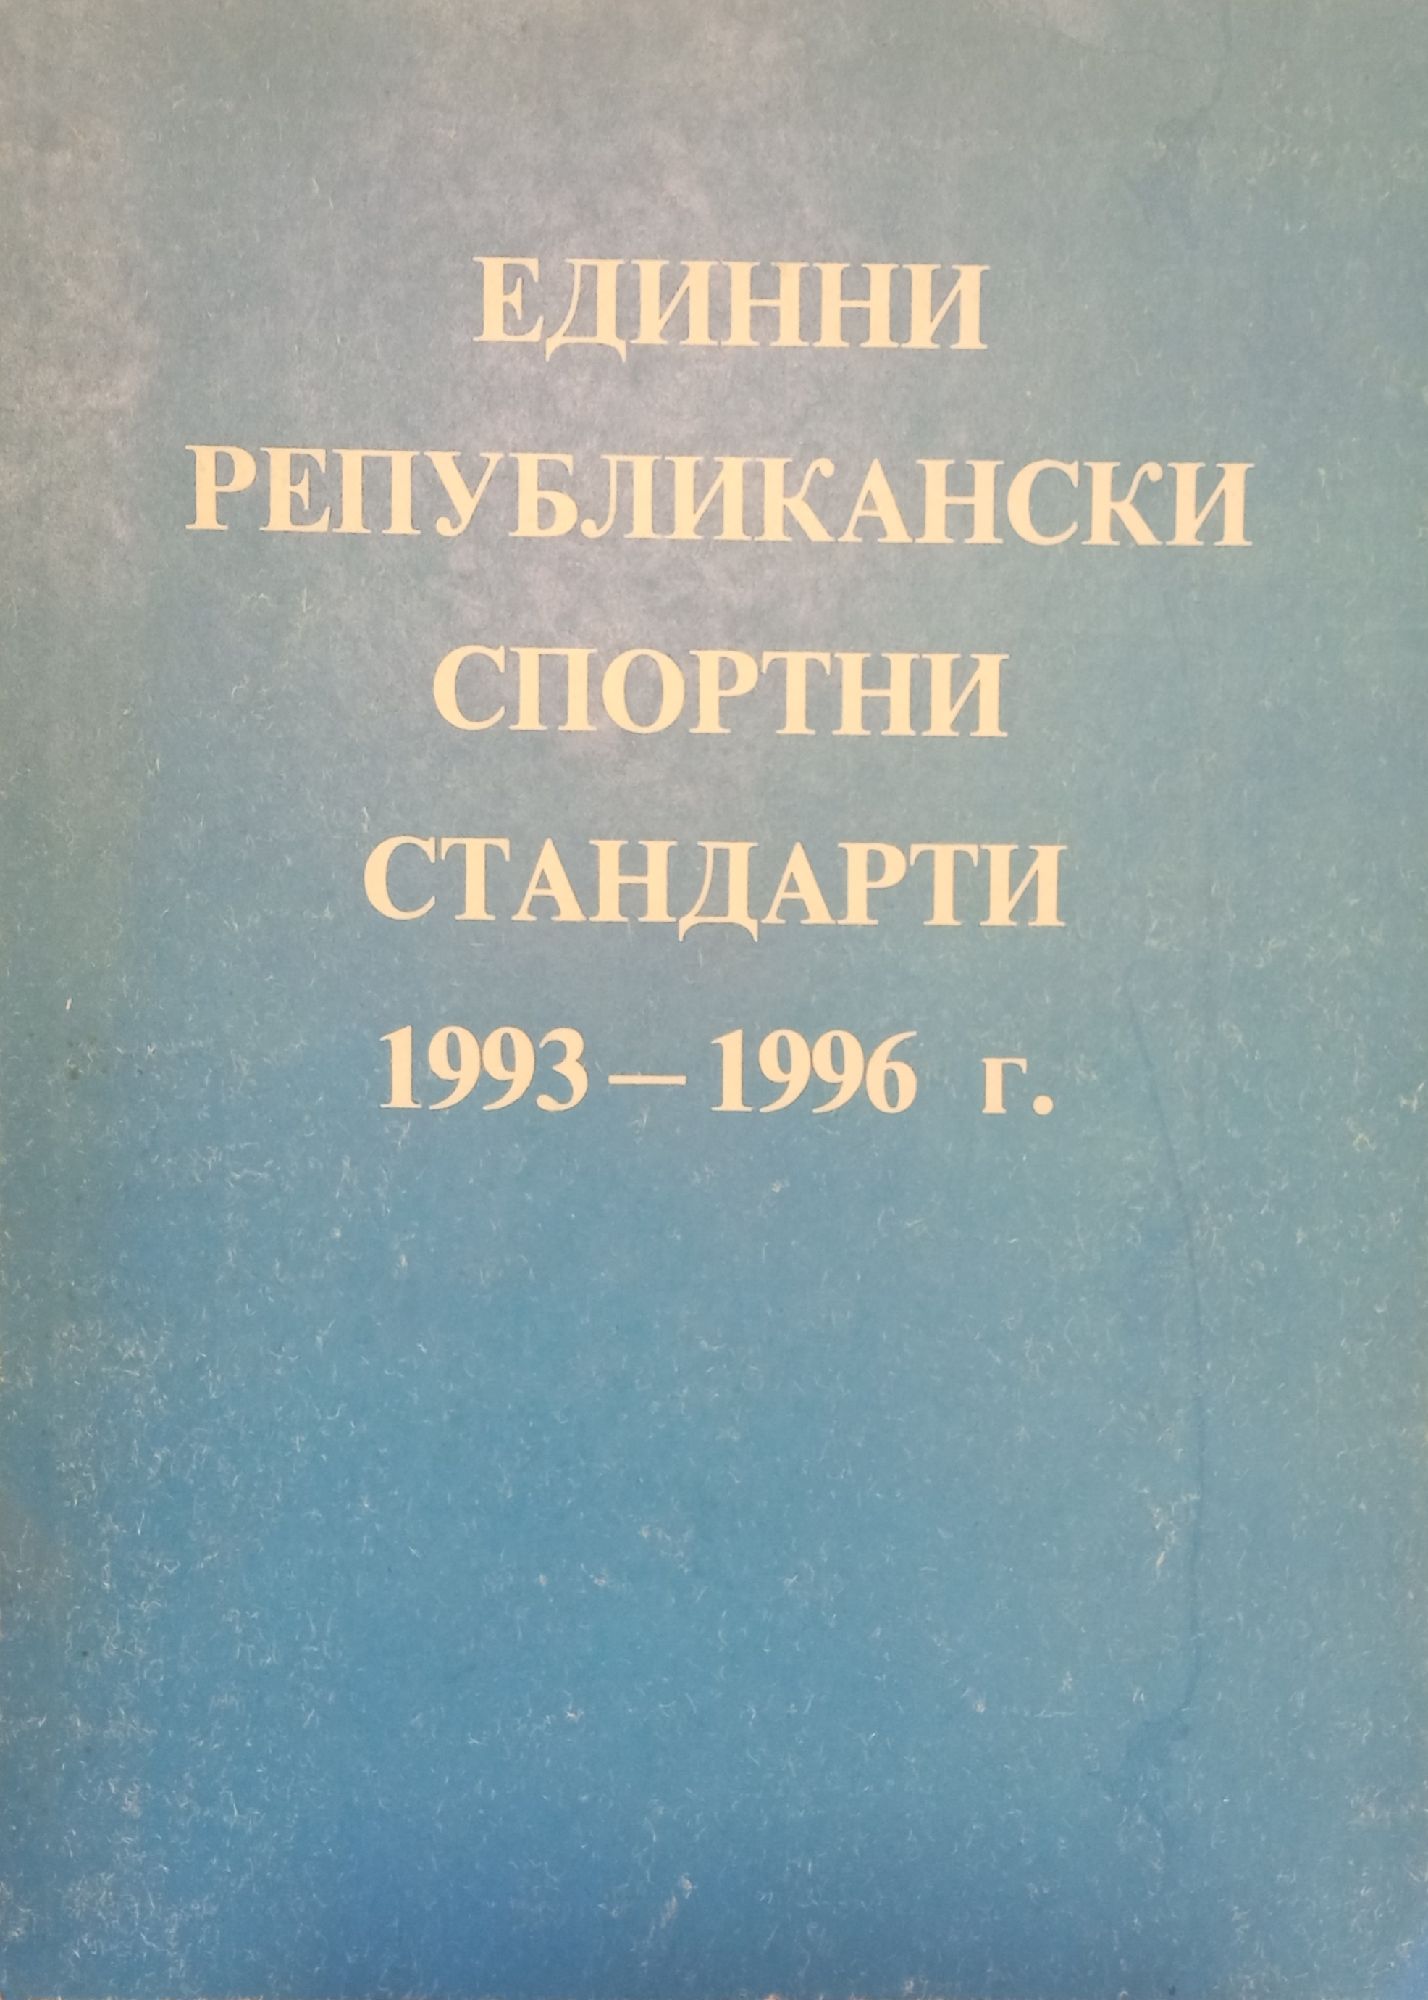 ЕДИННИ
РЕПУБЛИКАНСКИ
СПОРТНИ
СТАНДАРТИ
1993 — 1996 г.